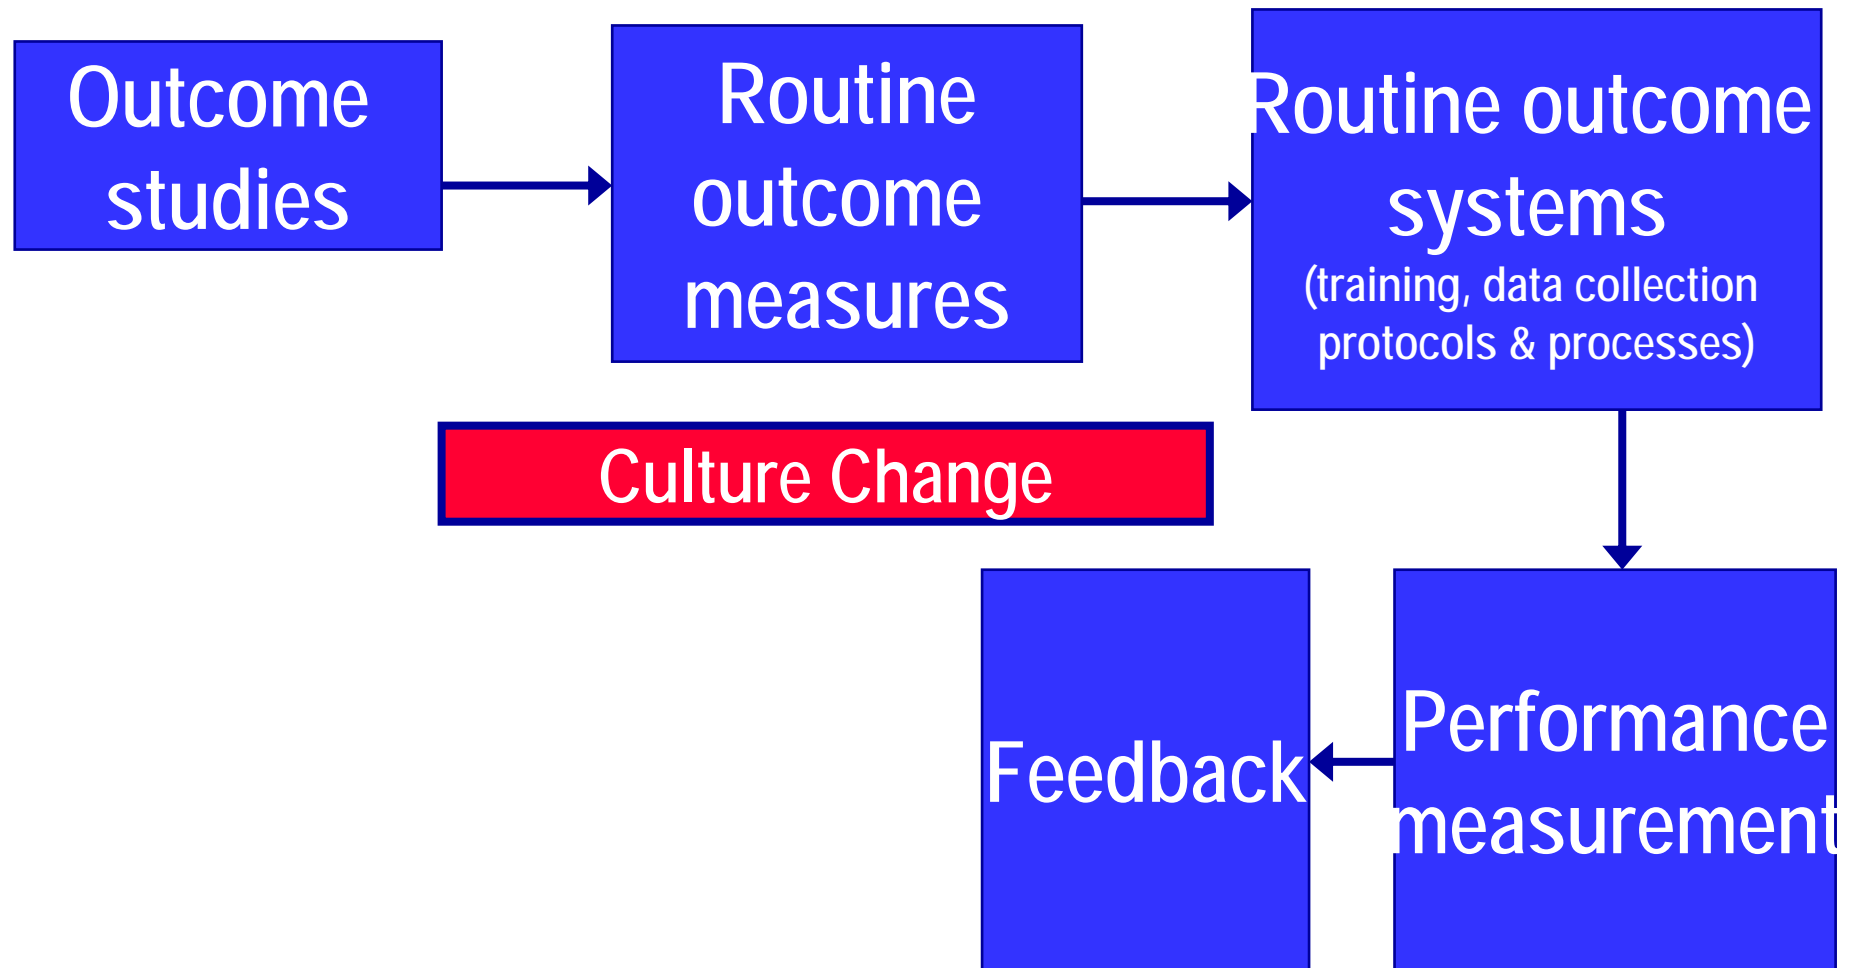 Outcome
studies
Routine
outcome
measures
Routine outcome
systems
(training, data collection
protocols & processes)
Culture Change
Feedback
Performance
measurement